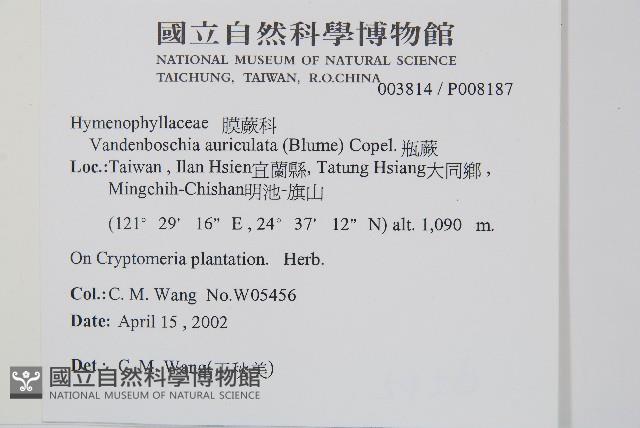 國立自然科學博物館
NATIONAL MUSEUM OF NATURAL SCIENCE
TAICHUNG, TAIWAN, R.O.CHINA
003814 / P008187
Hymenophyllaceae 膜蕨科
Vandenboschia auriculata (Blume) Copel. 瓶蕨
Loc.:Taiwan , Ilan Hsien宜蘭縣, Tatung Hsiang大同鄉 ,
Mingchih-Chishan明池-旗山
(121° 29’ 16” E , 24° 37’ 12” N) alt. 1,090 m.
On Cryptomeria plantation. Herb.
Col.:C. M. Wang No.W05456
Date: April 15 , 2002
Det : C. M. Wang(王秋美)
國立自然科學博物館
NATIONAL MUSEUM OF NATURAL SCIENCE